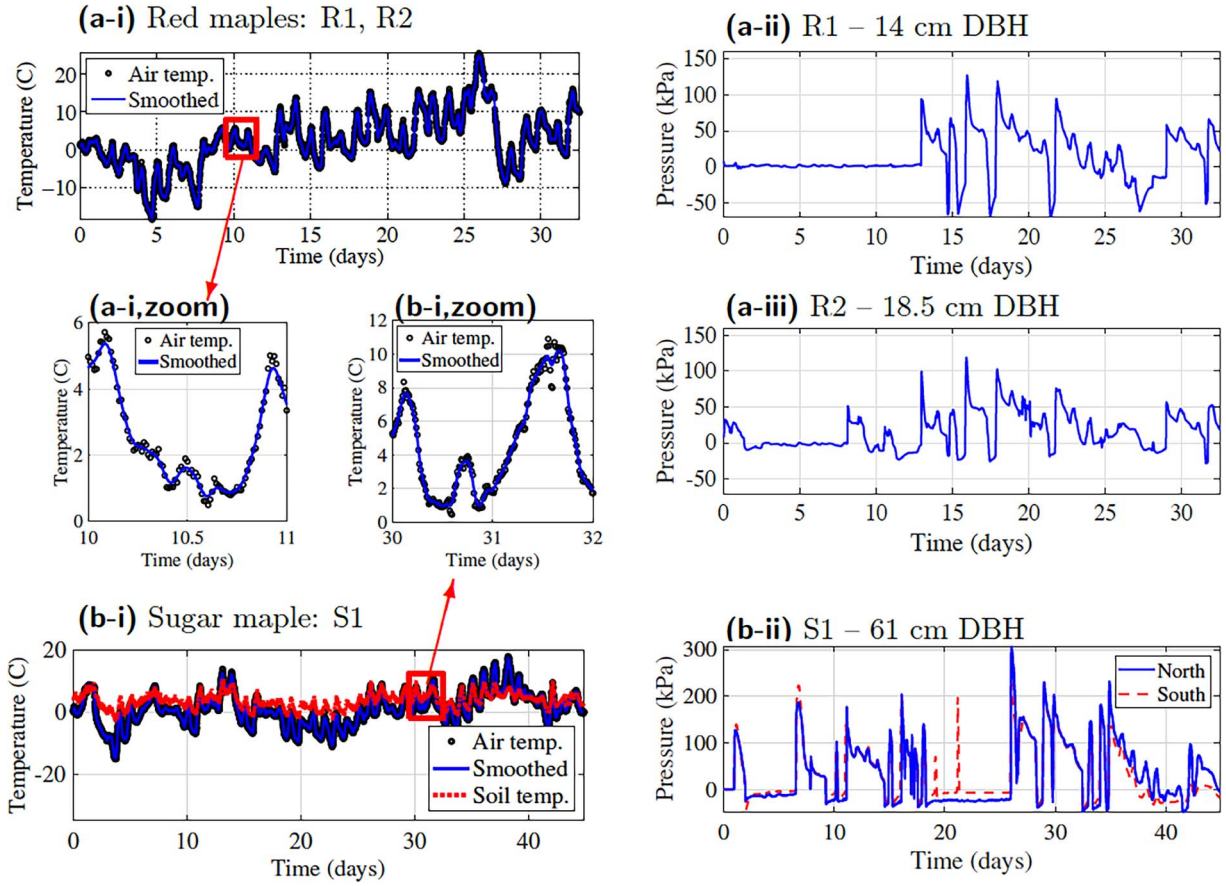 (a-i) Red maples: R1, R2
Temperature (C)
20
10
0
−10
Air temp.
Smoothed
0 5 10 15 20 25 30
Time (days)
(a-ii) R1 – 14 cm DBH
Pressure (kPa)
150
100
50
0
-50
0 5 10 15 20 25 30
Time (days)
(a-i,zoom)
Temperature (C)
6
4
2
0
Air temp.
Smoothed
10 10.5 11
Time (days)
(b-i,zoom)
Temperature (C)
12
10
8
6
4
2
0
Air temp.
Smoothed
30 31 32
Time (days)
(a-iii) R2 – 18.5 cm DBH
Pressure (kPa)
150
100
50
0
-50
0 5 10 15 20 25 30
Time (days)
(b-i) Sugar maple: S1
Temperature (C)
20
0
-20
Air temp.
Smoothed
Soil temp.
0 10 20 30 40
Time (days)
(b-ii) S1 – 61 cm DBH
Pressure (kPa)
300
200
100
0
North
South
0 10 20 30 40
Time (days)